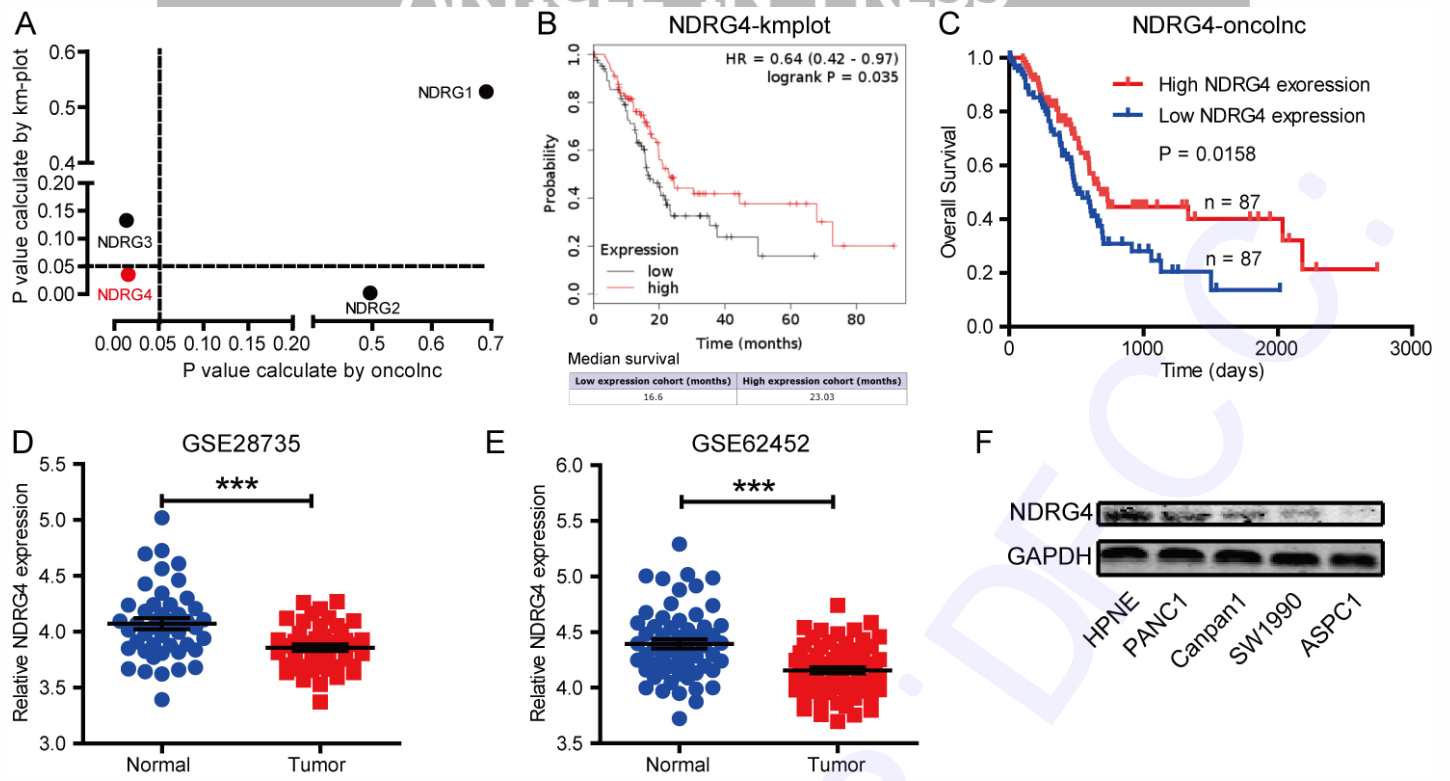 ARTICLE IN PRESS
A
P value calculate by km-plot
0.6
0.5
0.4
0.20
0.15
0.10
0.05
0.00
NDRG1
NDRG3
NDRG4
NDRG2
0.00 0.05 0.10 0.15 0.20 0.5 0.6 0.7
P value calculate by oncolnc
B
NDRG4-kmplot
HR = 0.64 (0.42 - 0.97)
logrank P = 0.035
Probability
1.0
0.8
0.6
0.4
0.2
0.0
Expression
low
high
0 20 40 60 80
Time (months)
Median survival
Low expression cohort (months) High expression cohort (months)
16.6 23.03
C
NDRG4-oncolnc
Overall Survival
1.0
0.8
0.6
0.4
0.2
0.0
High NDRG4 exoression
Low NDRG4 expression
P = 0.0158
n = 87
n = 87
0 1000 2000 3000
Time (days)
D
GSE28735
***
Relative NDRG4 expression
5.5
5.0
4.5
4.0
3.5
3.0
Normal Tumor
E
GSE62452
***
Relative NDRG4 expression
6.0
5.5
5.0
4.5
4.0
3.5
Normal Tumor
F
NDRG4
GAPDH
HPNE
PANC1
Canpan1
SW1990
ASPC1